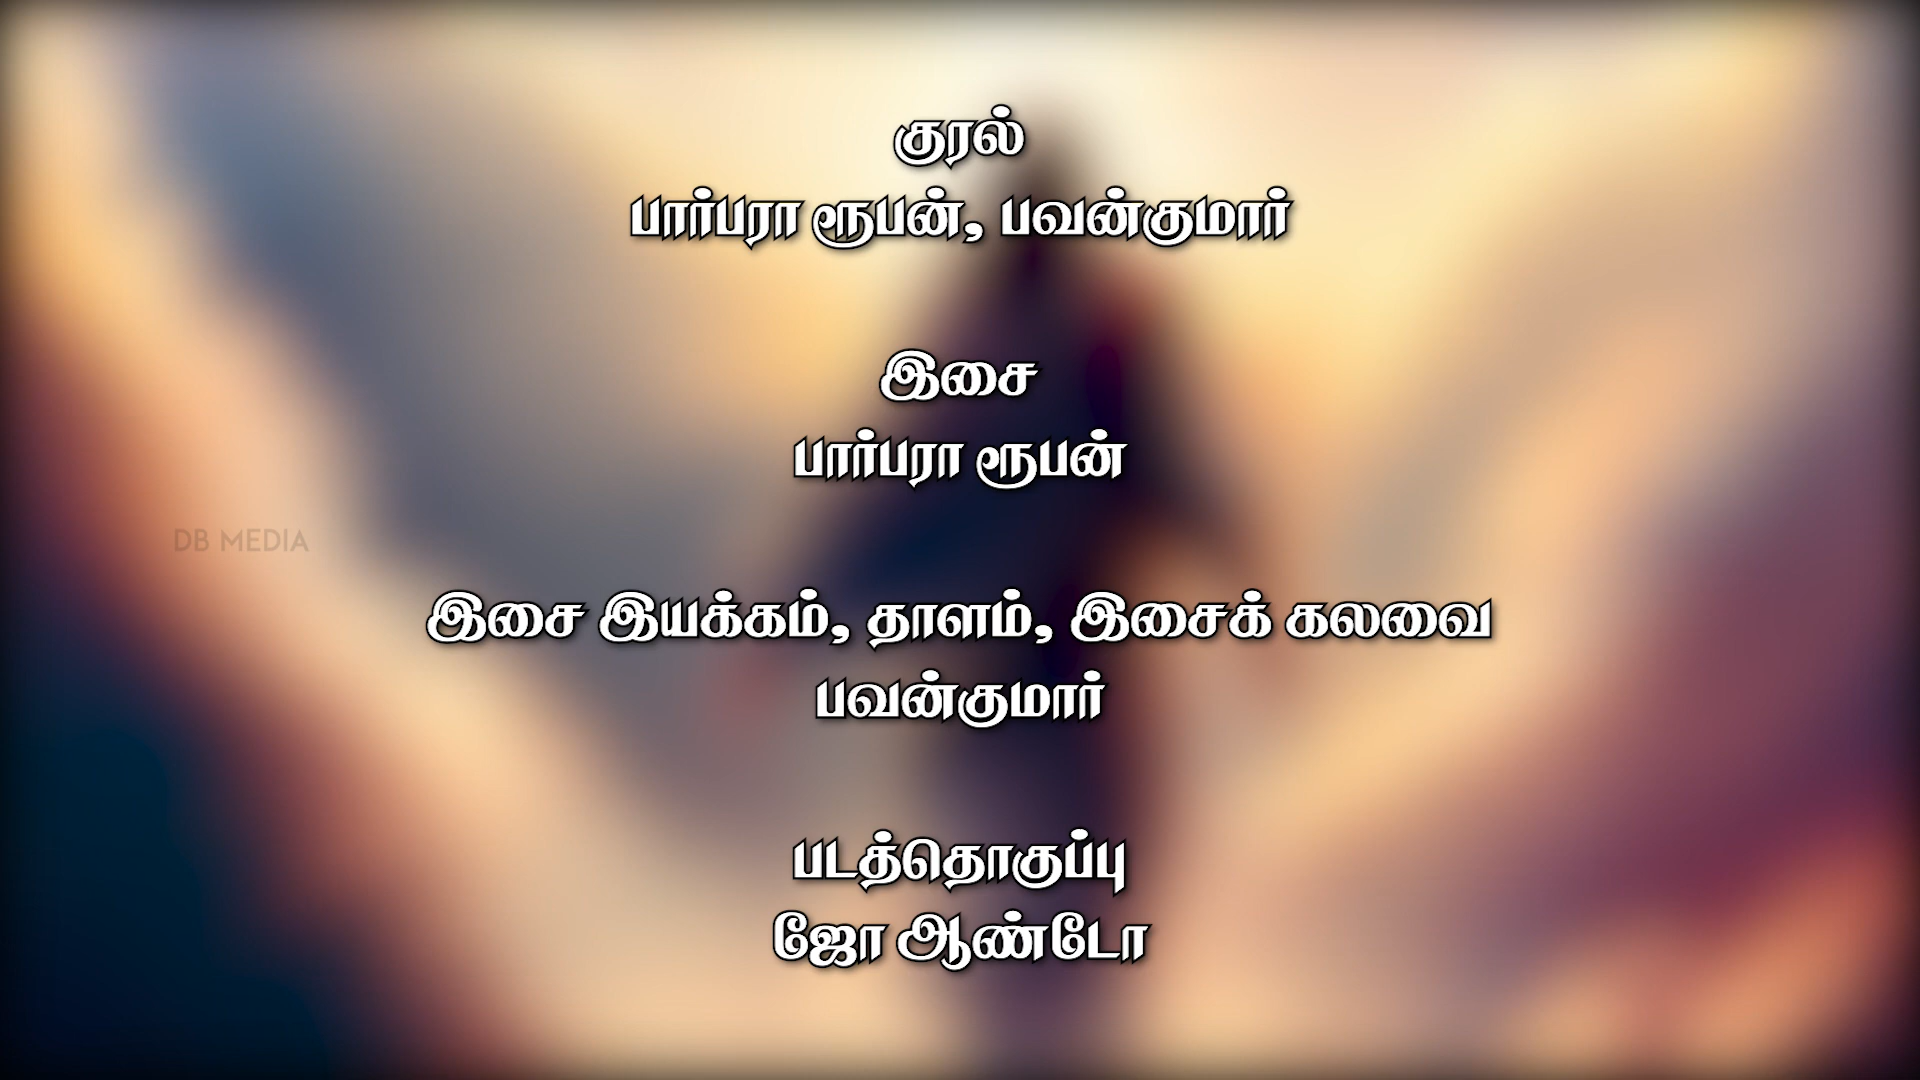 குரல்
பார்பரா ரூபன், பவன்குமார்
இசை
பார்பரா ரூபன்
DB MEDIA
இசை இயக்கம், தாளம், இசைக் கலவை
பவன்குமார்
படத்தொகுப்பு
ஜோ ஆண்டோ